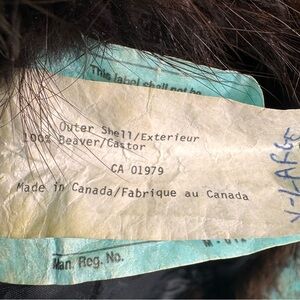 This label shall not be
Outer Shell/Exterieur
100% Beaver/Castor
CA 01979
Made in Canada/Fabrique au Canada
V-LARGE
Man. Reg. No.